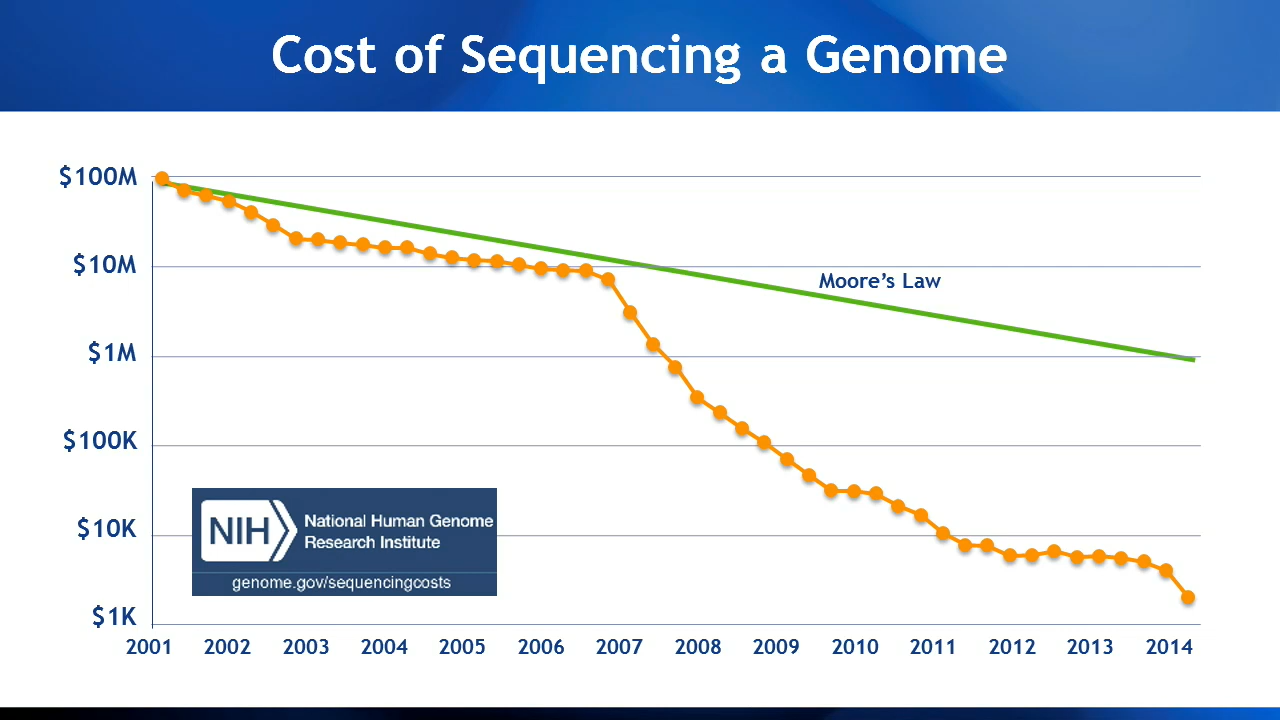 Cost of Sequencing a Genome
$100M
$10M
$1M
$100K
$10K
$1K
Moore's Law
NIH
National Human Genome
Research Institute
genome.gov/sequencingcosts
2001 2002 2003 2004 2005 2006 2007 2008 2009 2010 2011 2012 2013 2014